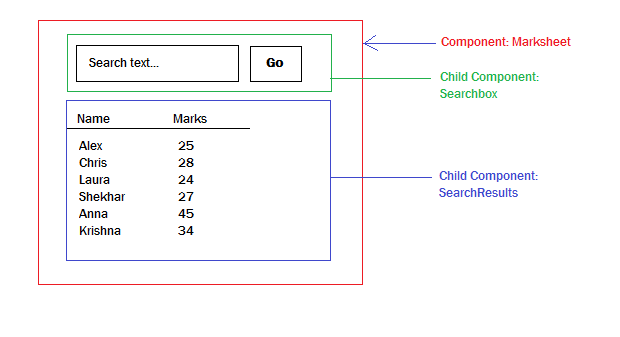 Search text...
Go
Name Marks
Alex 25
Chris 28
Laura 24
Shekhar 27
Anna 45
Krishna 34
Component: Marksheet
Child Component:
Searchbox
Child Component:
SearchResults